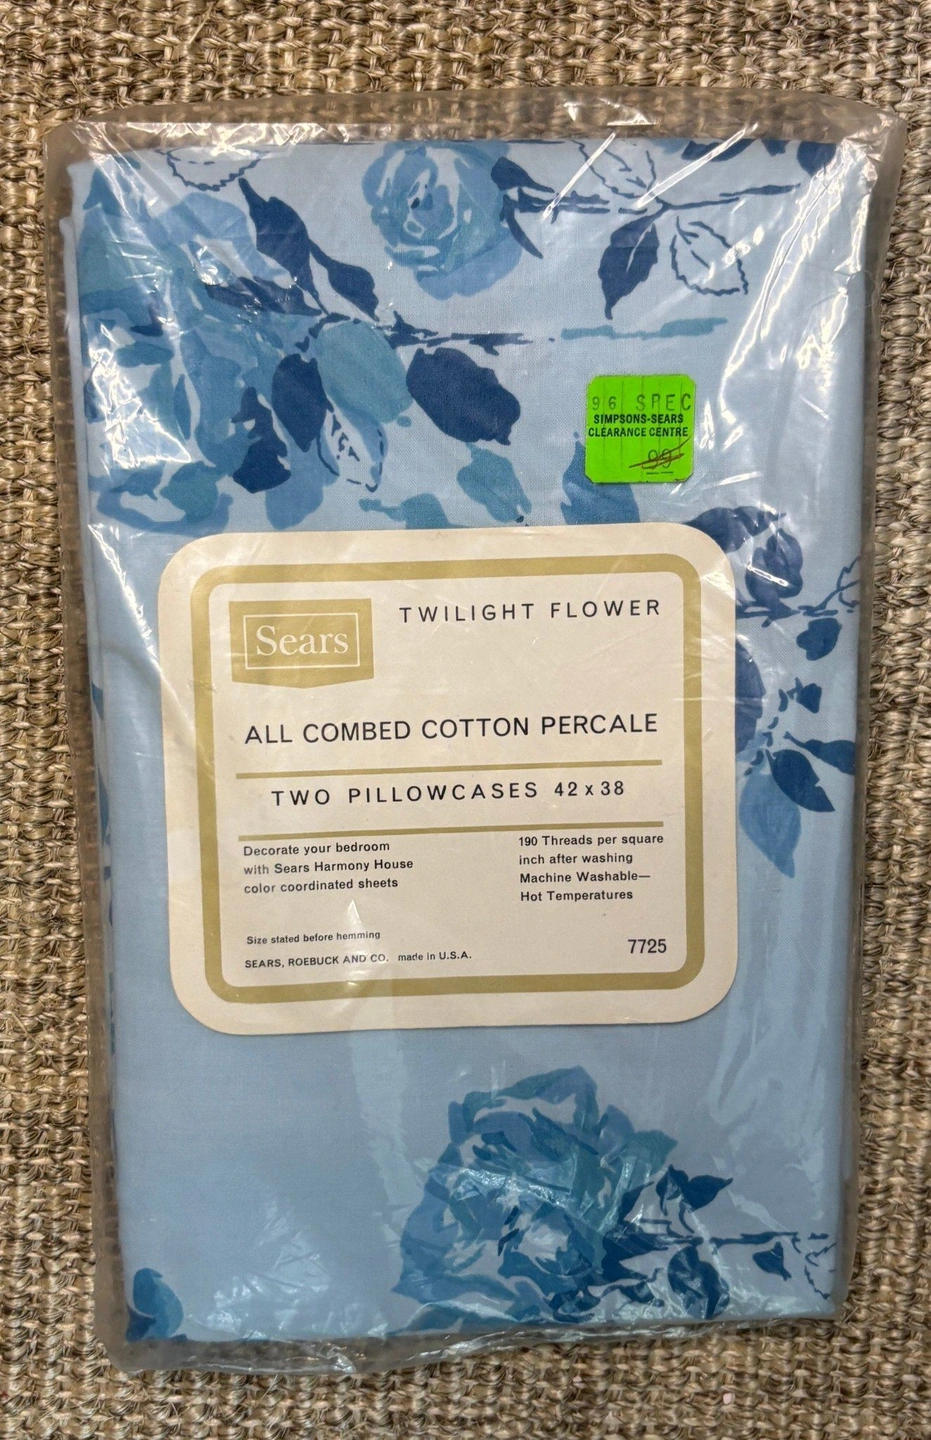 96 SPEC
SIMPSONS-SEARS
CLEARANCE CENTRE
99
Sears
TWILIGHT FLOWER
ALL COMBED COTTON PERCALE
TWO PILLOWCASES 42 x 38
Decorate your bedroom
with Sears Harmony House
color coordinated sheets
190 Threads per square
inch after washing
Machine Washable—
Hot Temperatures
Size stated before hemming
SEARS, ROEBUCK AND CO. made in U.S.A.
7725